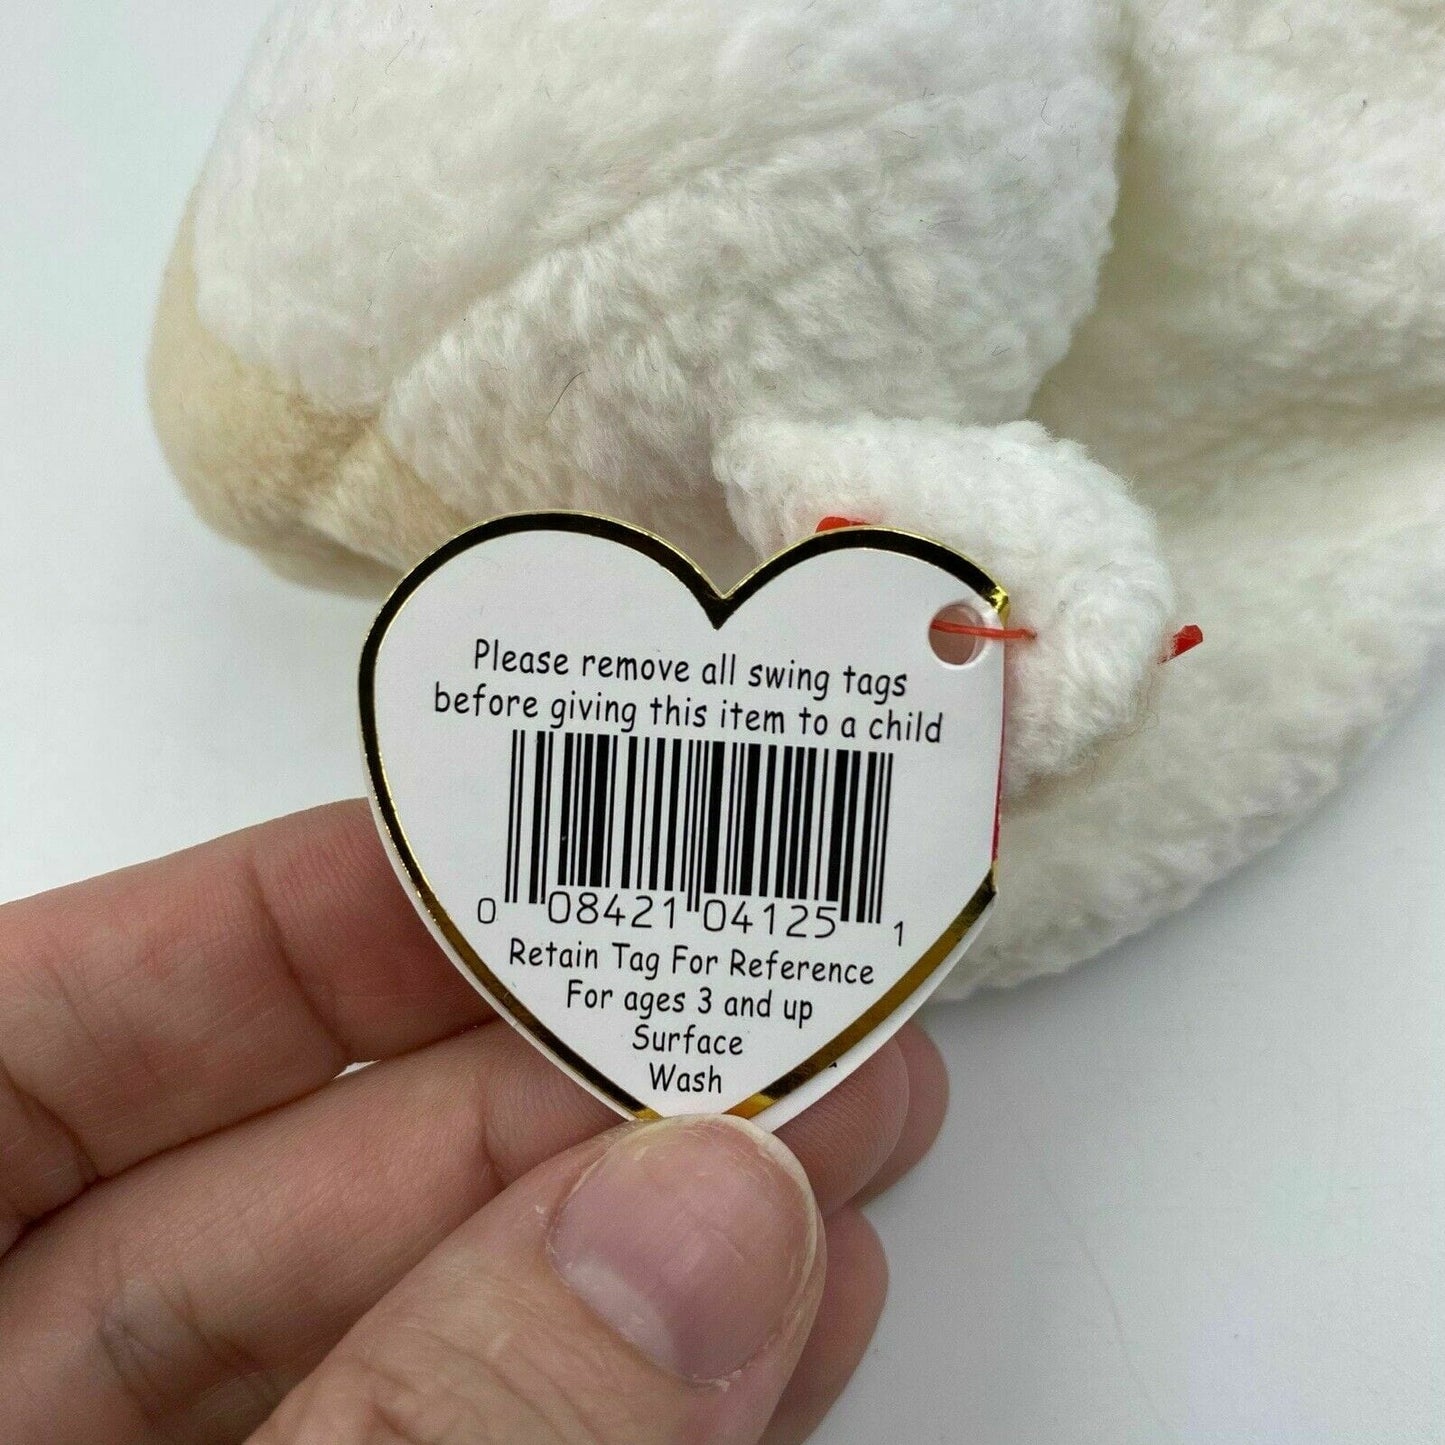 Please remove all swing tags
before giving this item to a child
0 08421 04125 1
Retain Tag For Reference
For ages 3 and up
Surface
Wash